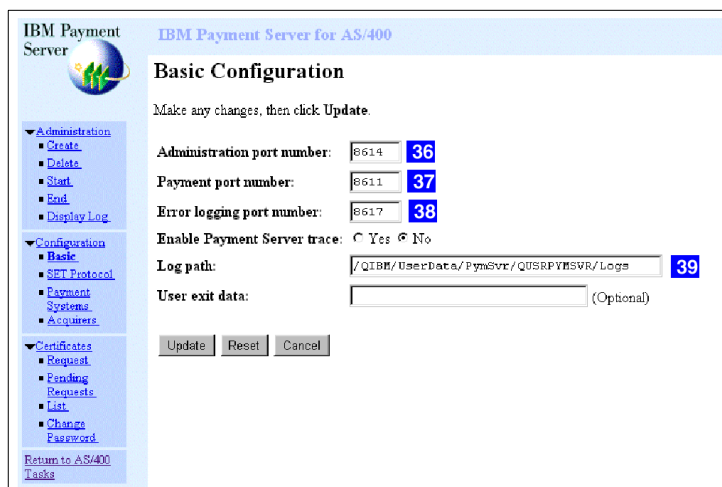 IBM Payment
Server
IBM Payment Server for AS/400
Basic Configuration
Make any changes, then click Update.
Administration port number: 8614 36
Payment port number: 8611 37
Error logging port number: 8617 38
Enable Payment Server trace: Yes No
Log path: /QIBM/UserData/PymSvr/QUSRPYMSVR/Logs 39
User exit data: (Optional)
Update Reset Cancel
Administration
Create
Delete
Start
End
Display Log
Configuration
Basic
SET Protocol
Payment
Systems
Acquirers
Certificates
Request
Pending
Requests
List
Change
Password
Return to AS/400
Tasks